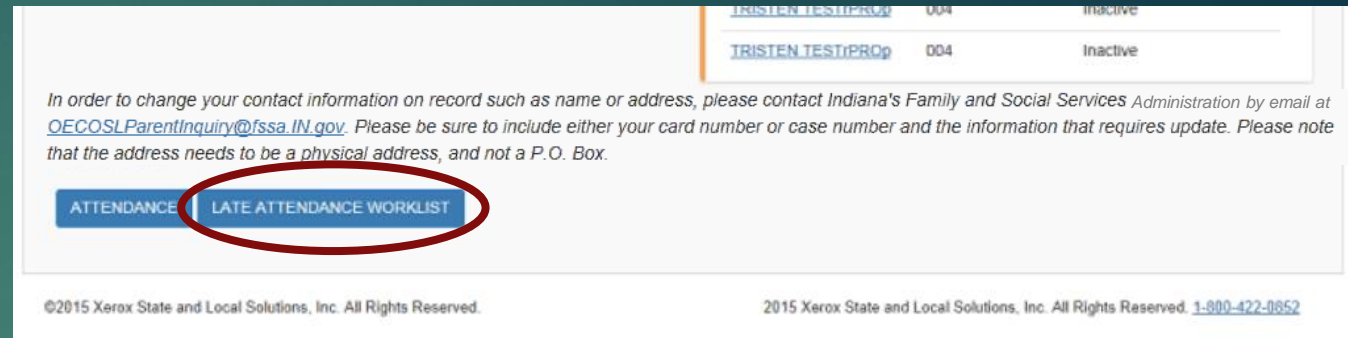 TRISTEN TESTrPROp 004 Inactive
TRISTEN TESTrPROp 004 Inactive
In order to change your contact information on record such as name or address, please contact Indiana's Family and Social Services Administration by email at
OECOSLParentInquiry@fssa.IN.gov. Please be sure to include either your card number or case number and the information that requires update. Please note
that the address needs to be a physical address, and not a P.O. Box.
ATTENDANCE LATE ATTENDANCE WORKLIST
©2015 Xerox State and Local Solutions, Inc. All Rights Reserved. 2015 Xerox State and Local Solutions, Inc. All Rights Reserved. 1-800-422-0852